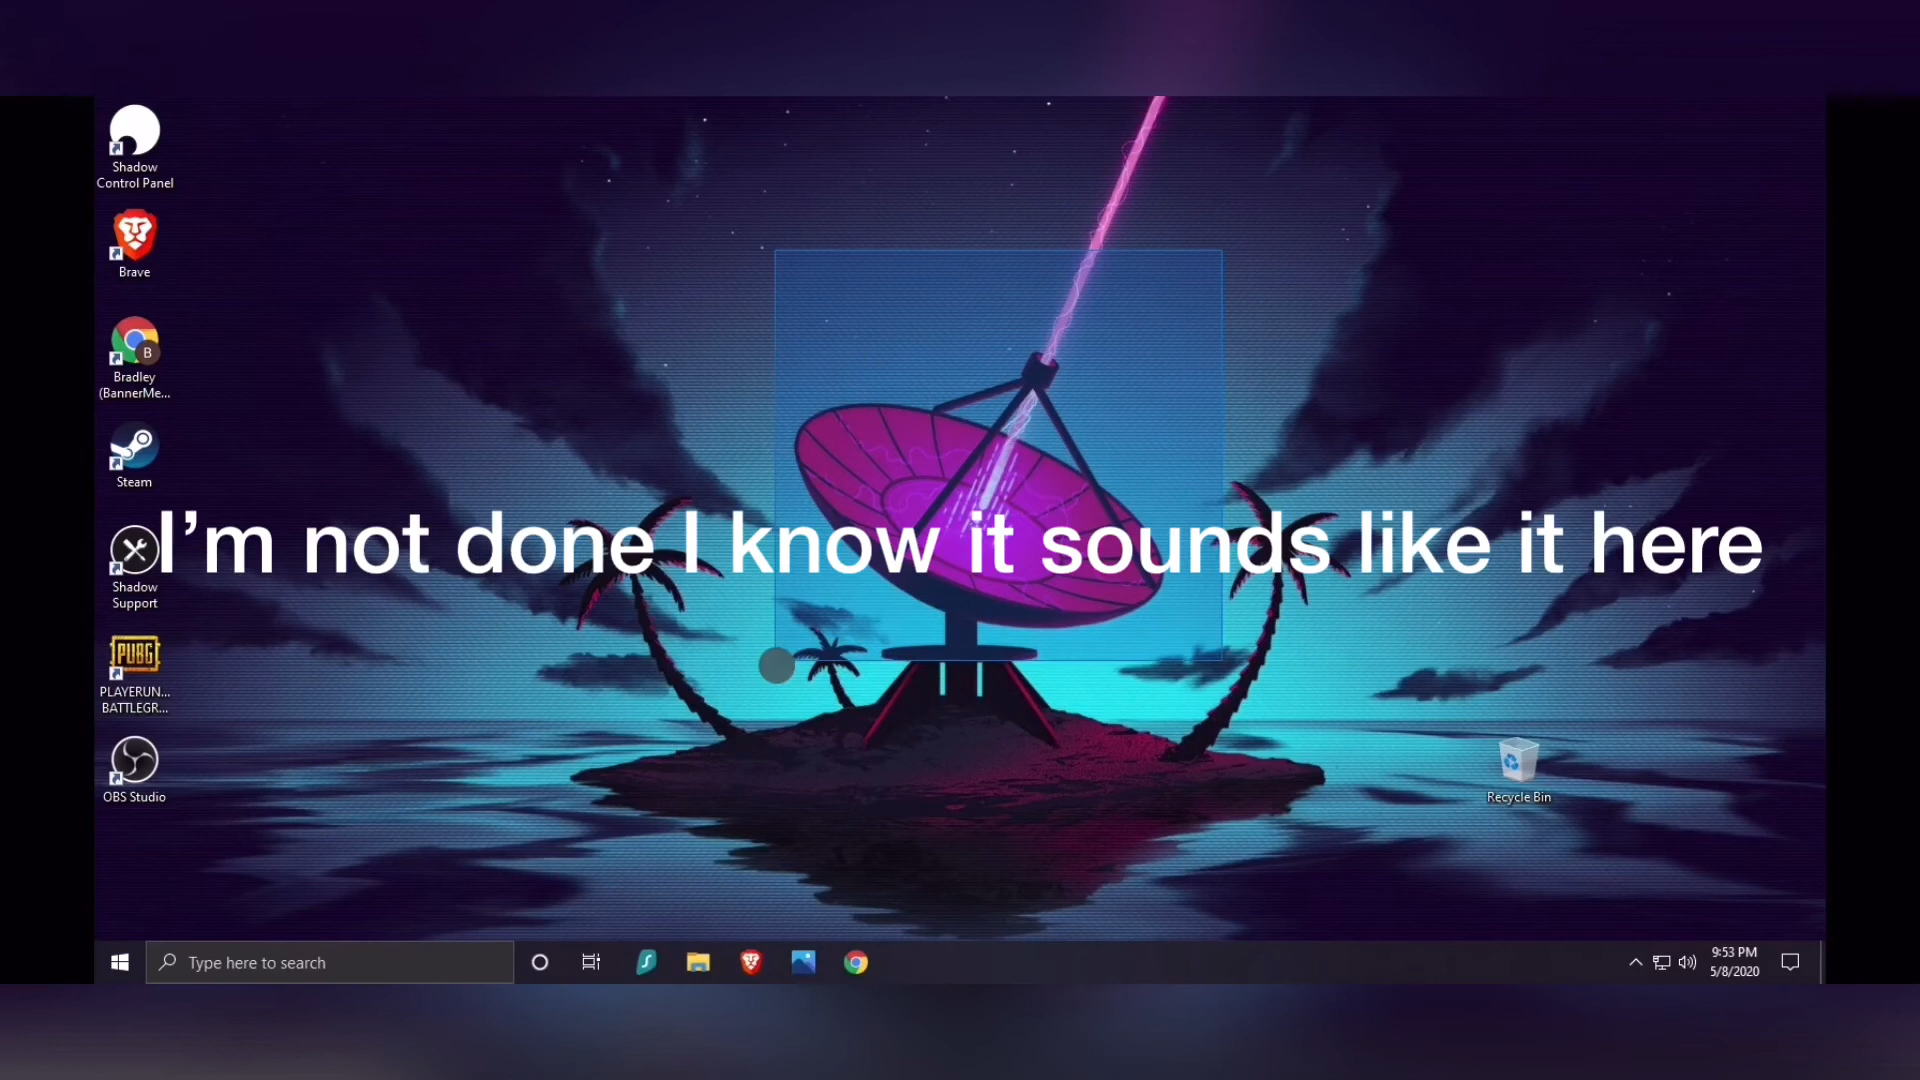 Shadow
Control Panel
Brave
B
Bradley
(BannerMe...
Steam
I’m not done I know it sounds like it here
Shadow
Support
PUBG
PLAYERUN...
BATTLEGR...
OBS Studio
Recycle Bin
Type here to search
9:53 PM
5/8/2020